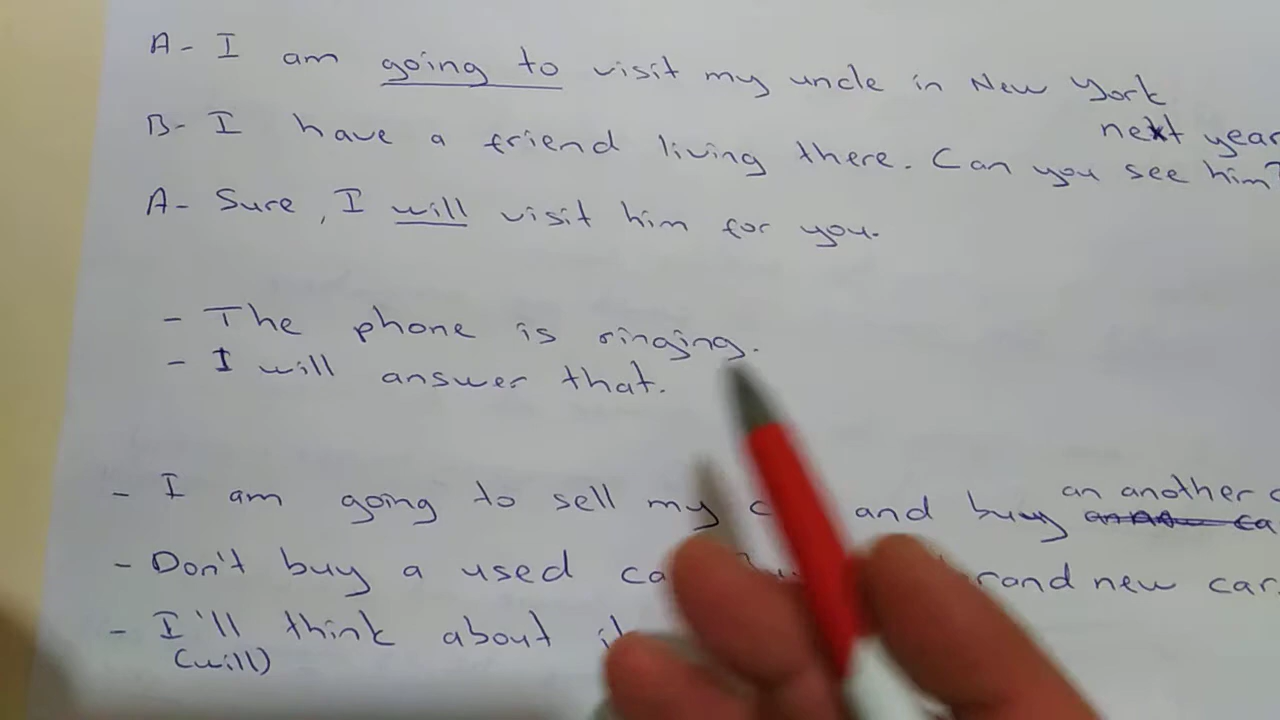 A- I am going to visit my uncle in New York
next year
B- I have a friend living there. Can you see him?
A- Sure, I will visit him for you.
- The phone is ringing.
- I will answer that.
- I am going to sell my and buy an another
- Don't buy a used new car.
- I'll think about
(will)